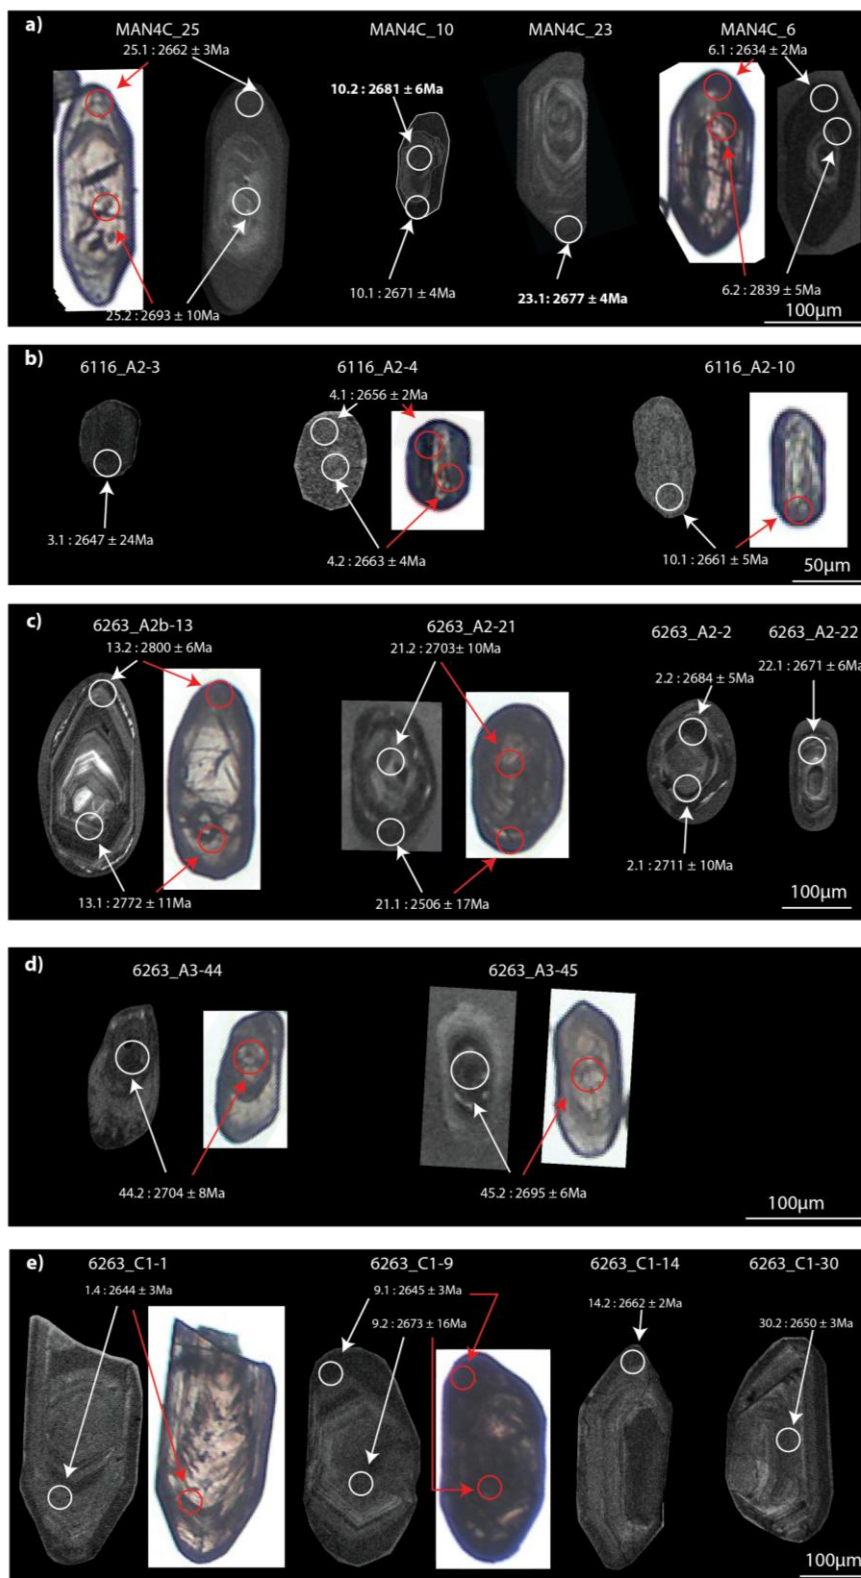 a)
MAN4C_25
MAN4C_10
MAN4C_23
MAN4C_6
25.1 : 2662 ± 3Ma
6.1 : 2634 ± 2Ma
10.2 : 2681 ± 6Ma
10.1 : 2671 ± 4Ma
23.1 : 2677 ± 4Ma
6.2 : 2839 ± 5Ma
25.2 : 2693 ± 10Ma
100µm
b)
6116_A2-3
6116_A2-4
6116_A2-10
4.1 : 2656 ± 2Ma
3.1 : 2647 ± 24Ma
4.2 : 2663 ± 4Ma
10.1 : 2661 ± 5Ma
50µm
c)
6263_A2b-13
6263_A2-21
6263_A2-2
6263_A2-22
13.2 : 2800 ± 6Ma
21.2 : 2703± 10Ma
2.2 : 2684 ± 5Ma
22.1 : 2671 ± 6Ma
2.1 : 2711 ± 10Ma
13.1 : 2772 ± 11Ma
21.1 : 2506 ± 17Ma
100µm
d)
6263_A3-44
6263_A3-45
44.2 : 2704 ± 8Ma
45.2 : 2695 ± 6Ma
100µm
e)
6263_C1-1
6263_C1-9
6263_C1-14
6263_C1-30
1.4 : 2644 ± 3Ma
9.1 : 2645 ± 3Ma
14.2 : 2662 ± 2Ma
9.2 : 2673 ± 16Ma
30.2 : 2650 ± 3Ma
100µm